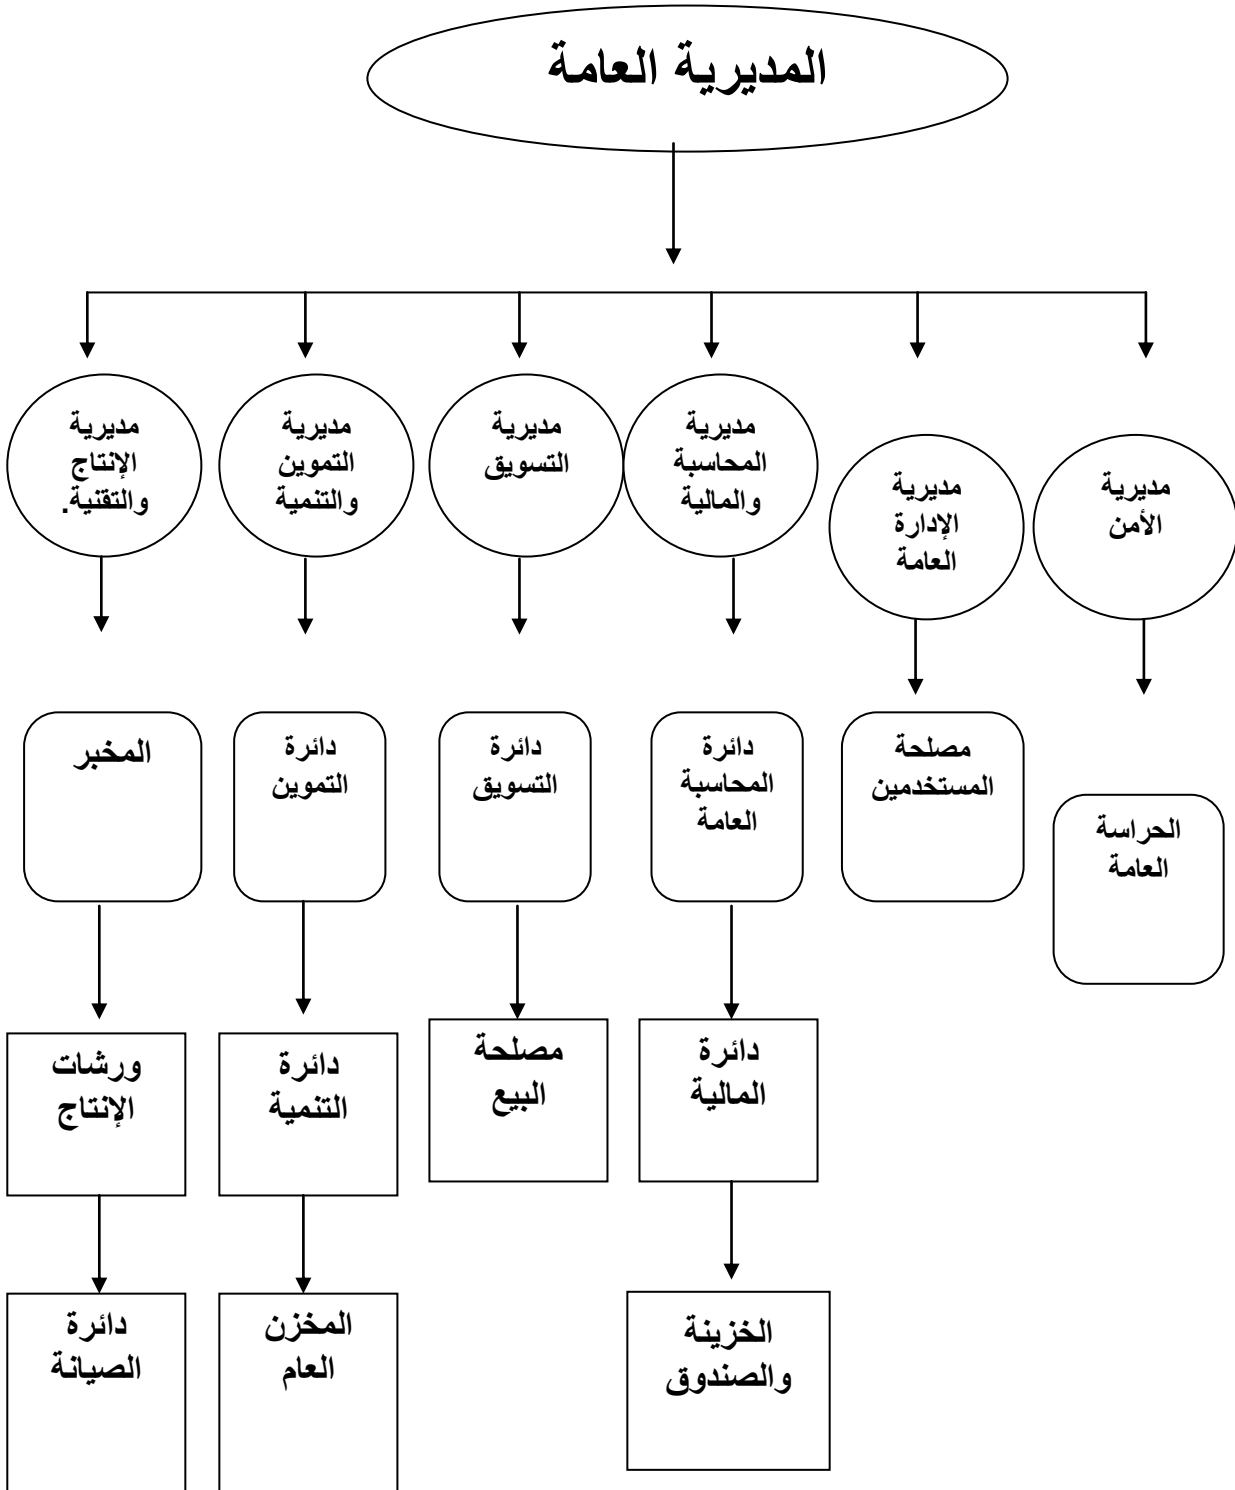 المديرية العامة
مديرية
الأمن
مديرية
الإدارة
العامة
مديرية
المحاسبة
والمالية
مديرية
التسويق
مديرية
التموين
والتنمية
مديرية
الإنتاج
والتقنية.
الحراسة
العامة
مصلحة
المستخدمين
دائرة
المحاسبة
العامة
دائرة
التسويق
دائرة
التموين
المخبر
دائرة
المالية
مصلحة
البيع
دائرة
التنمية
ورشات
الإنتاج
الخزينة
والصندوق
المخزن
العام
دائرة
الصيانة